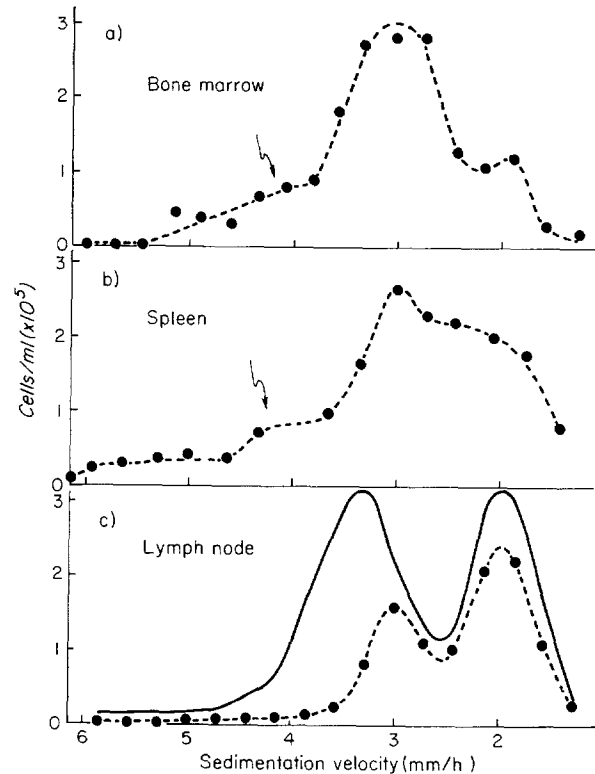 3
a)
Bone marrow
2
1
0
3
b)
Spleen
2
1
0
Cells/ml (x10⁵)
3
c)
Lymph node
2
1
0
6 5 4 3 2
Sedimentation velocity (mm/h)